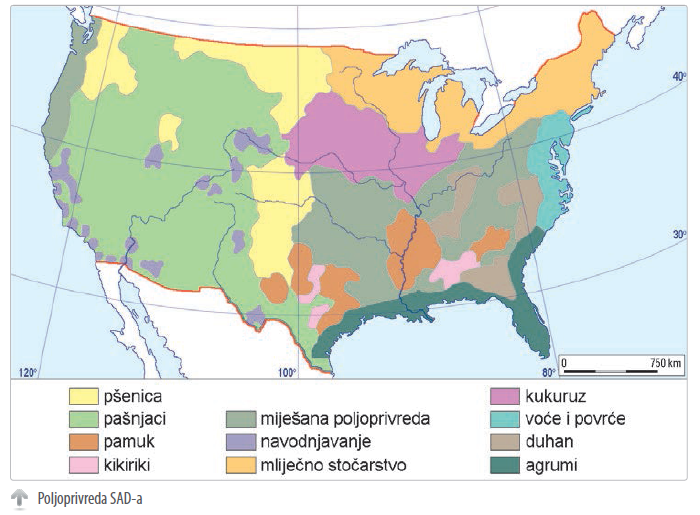 40°
30°
120°
100°
80°
0 750 km
pšenica
pašnjaci
pamuk
kikiriki
miješana poljoprivreda
navodnjavanje
mliječno stočarstvo
kukuruz
voće i povrće
duhan
agrumi
Poljoprivreda SAD-a